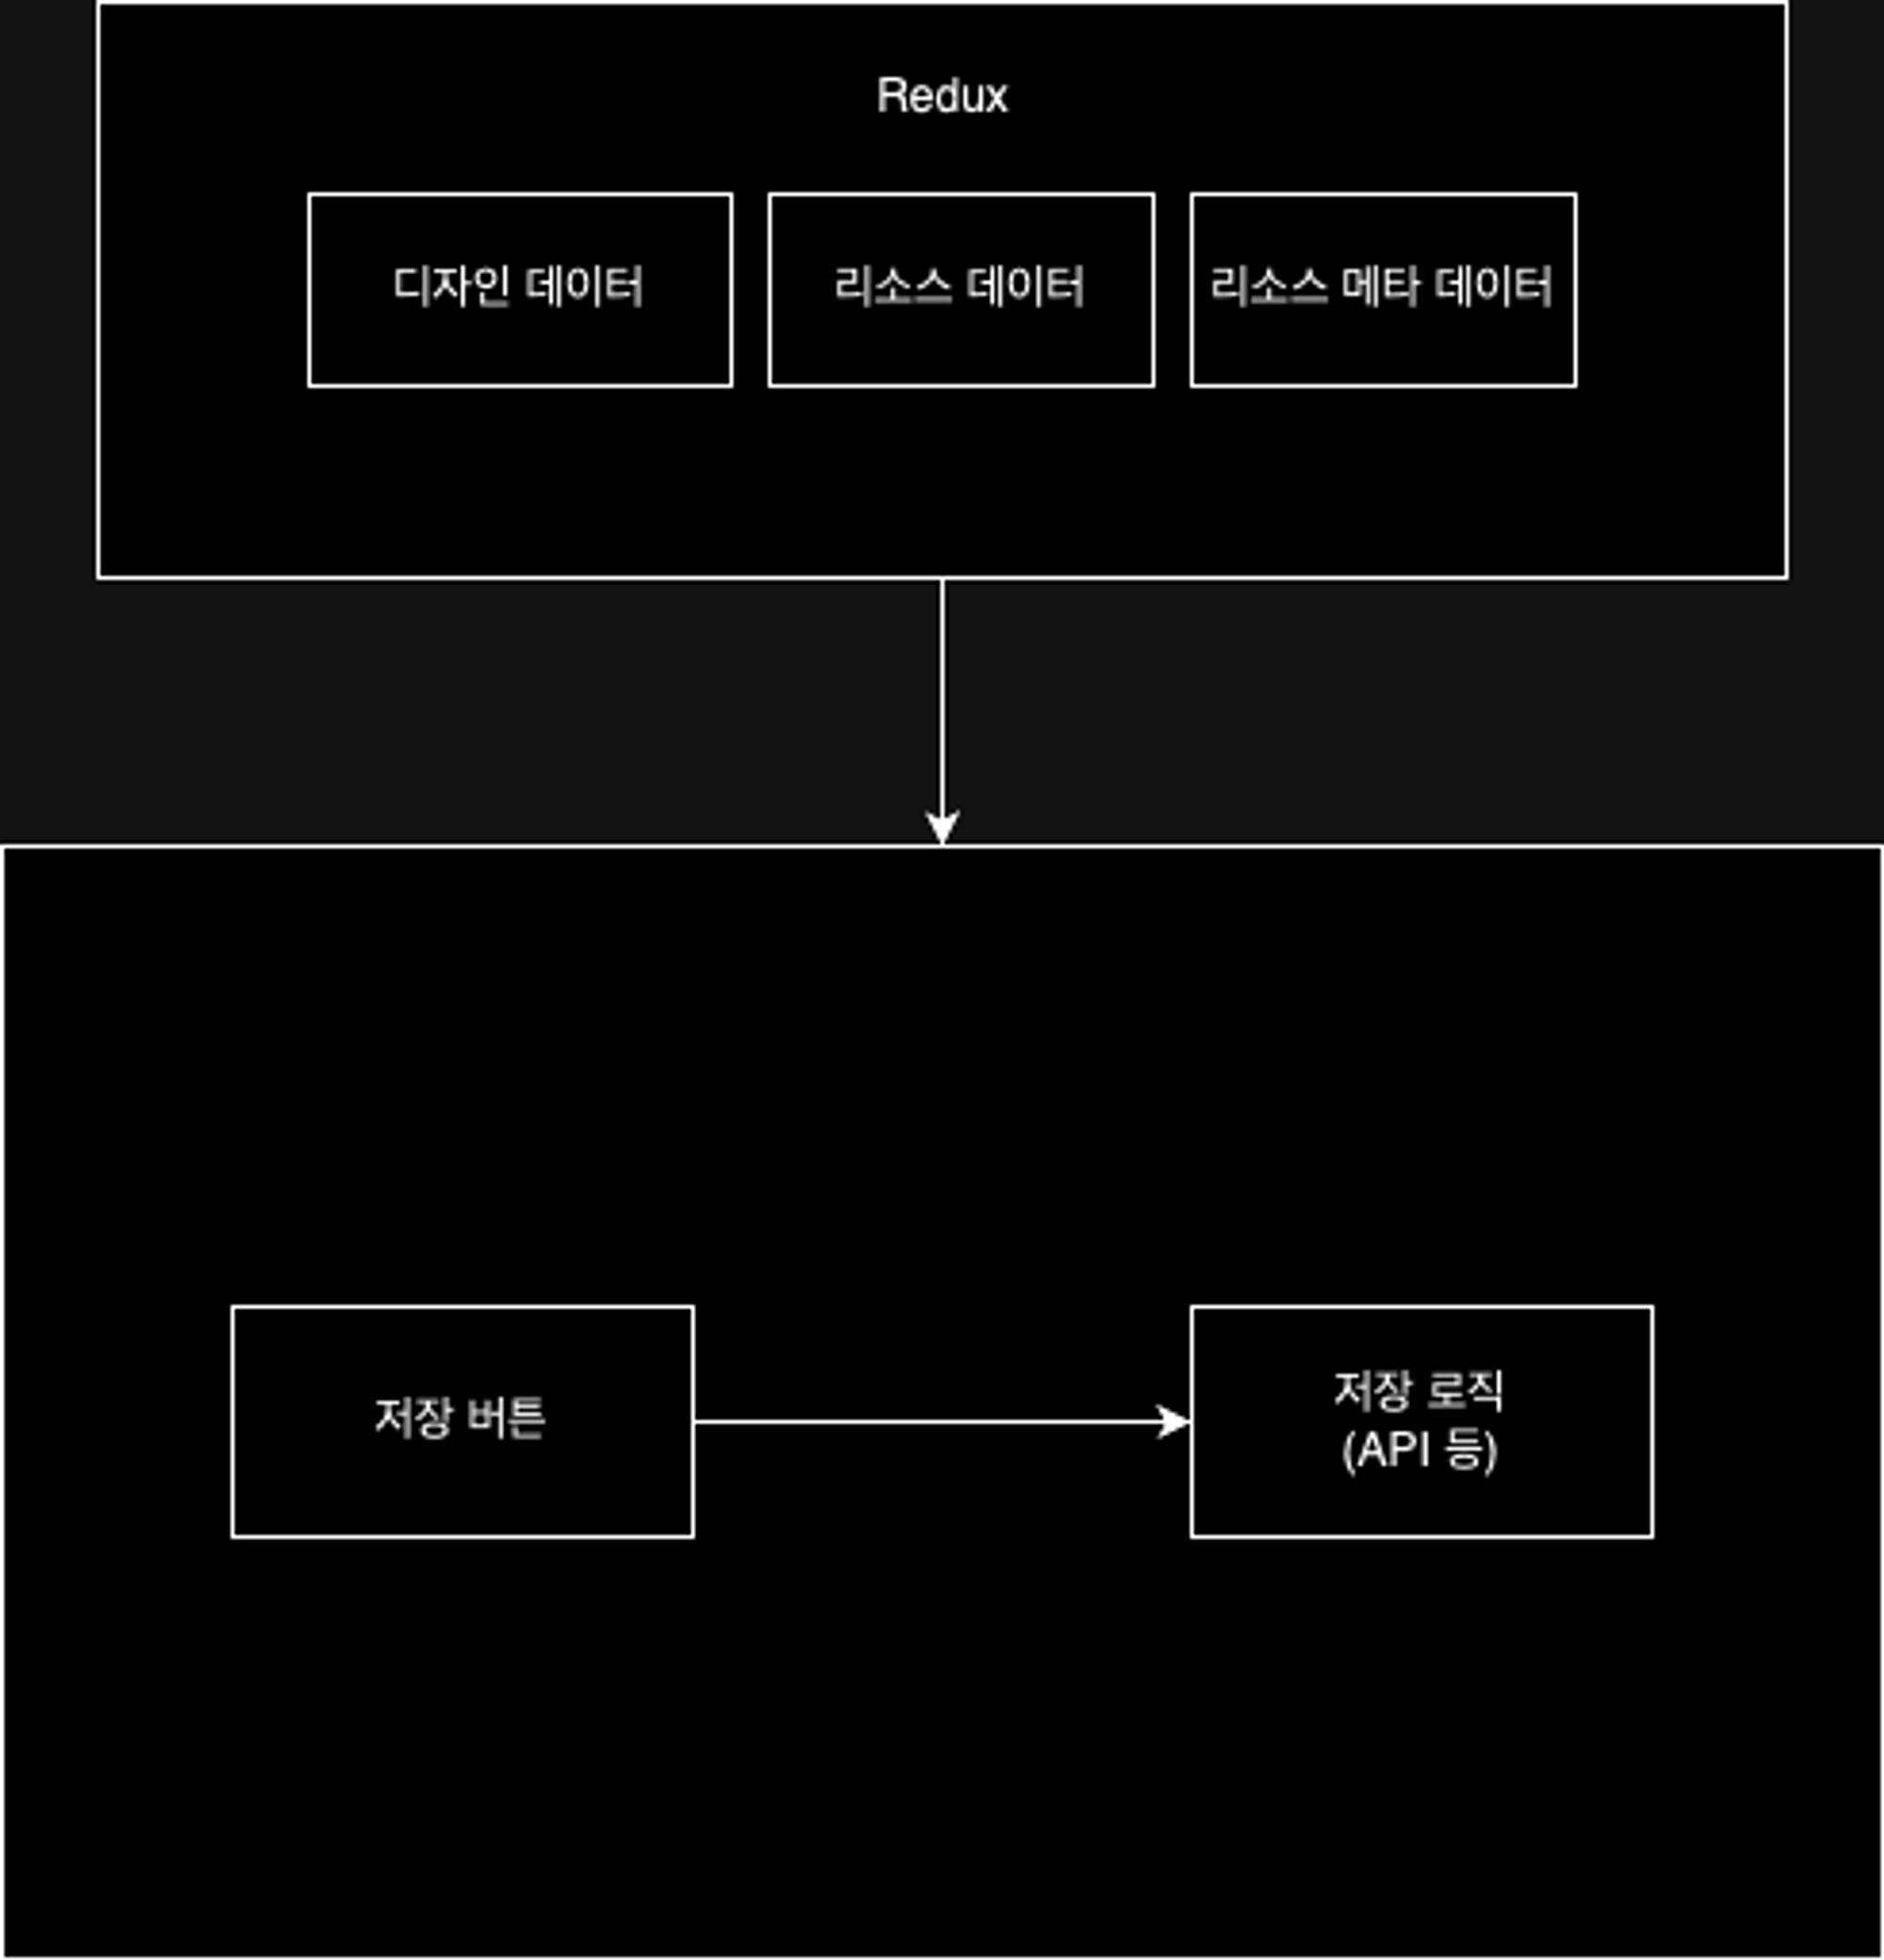 Redux
디자인 데이터
리소스 데이터
리소스 메타 데이터
저장 버튼
저장 로직
(API 등)